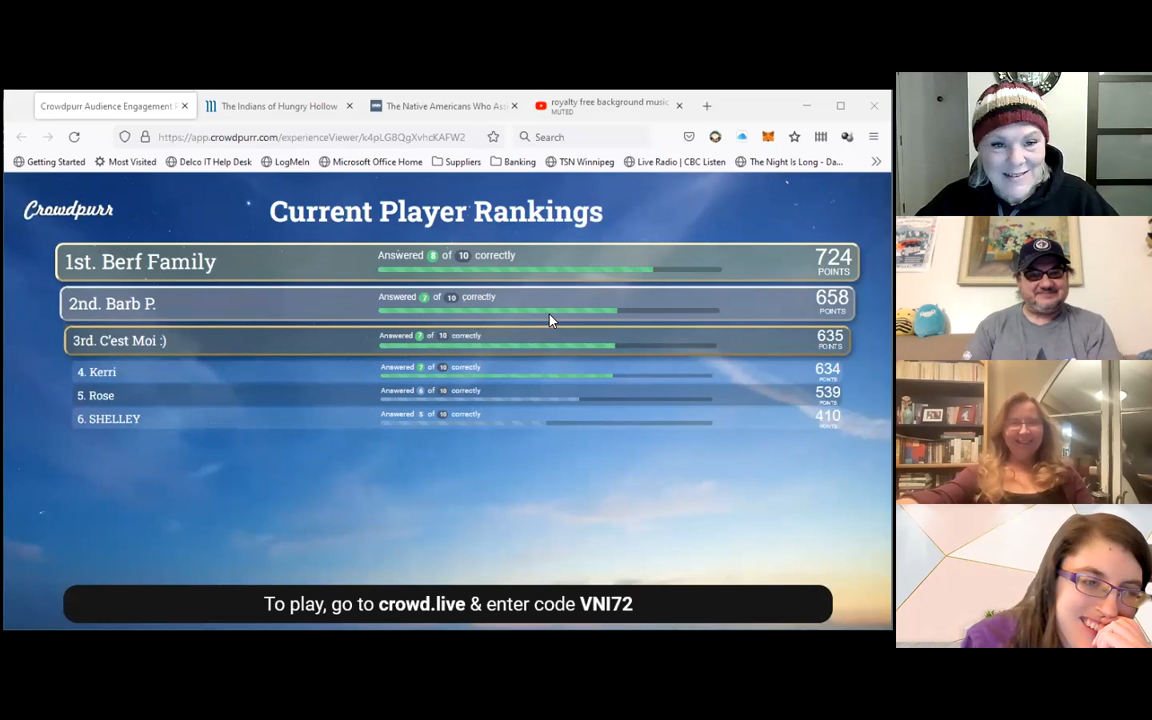 Crowdpurr Audience Engagement P
The Indians of Hungry Hollow
The Native Americans Who Ass
royalty free background music
MUTED
https://app.crowdpurr.com/experienceViewer/k4pLG8QgXvhcKAFW2
Search
Getting Started
Most Visited
Delco IT Help Desk
LogMeIn
Microsoft Office Home
Suppliers
Banking
TSN Winnipeg
Live Radio | CBC Listen
The Night Is Long - Da...
Crowdpurr
Current Player Rankings
1st. Berf Family
Answered 8 of 10 correctly
724
POINTS
2nd. Barb P.
Answered 7 of 10 correctly
658
POINTS
3rd. C'est Moi :)
Answered 7 of 10 correctly
635
POINTS
4. Kerri
Answered 7 of 10 correctly
634
POINTS
5. Rose
Answered 6 of 10 correctly
539
POINTS
6. SHELLEY
Answered 5 of 10 correctly
410
POINTS
To play, go to crowd.live & enter code VNI72